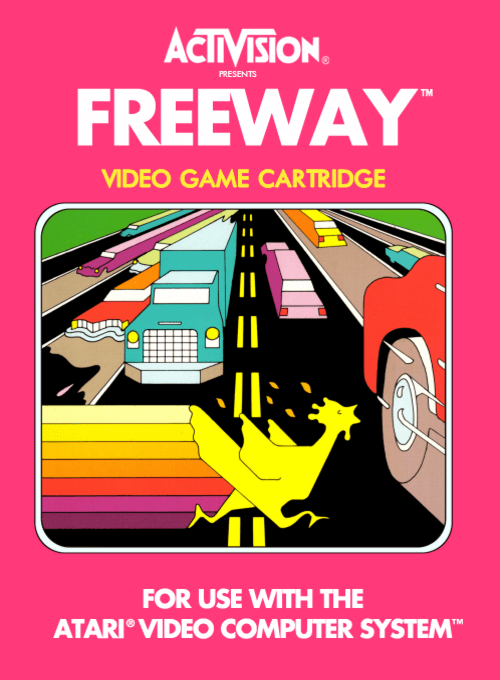 ACTIVISION®
PRESENTS
FREEWAY™
VIDEO GAME CARTRIDGE
FOR USE WITH THE
ATARI® VIDEO COMPUTER SYSTEM™